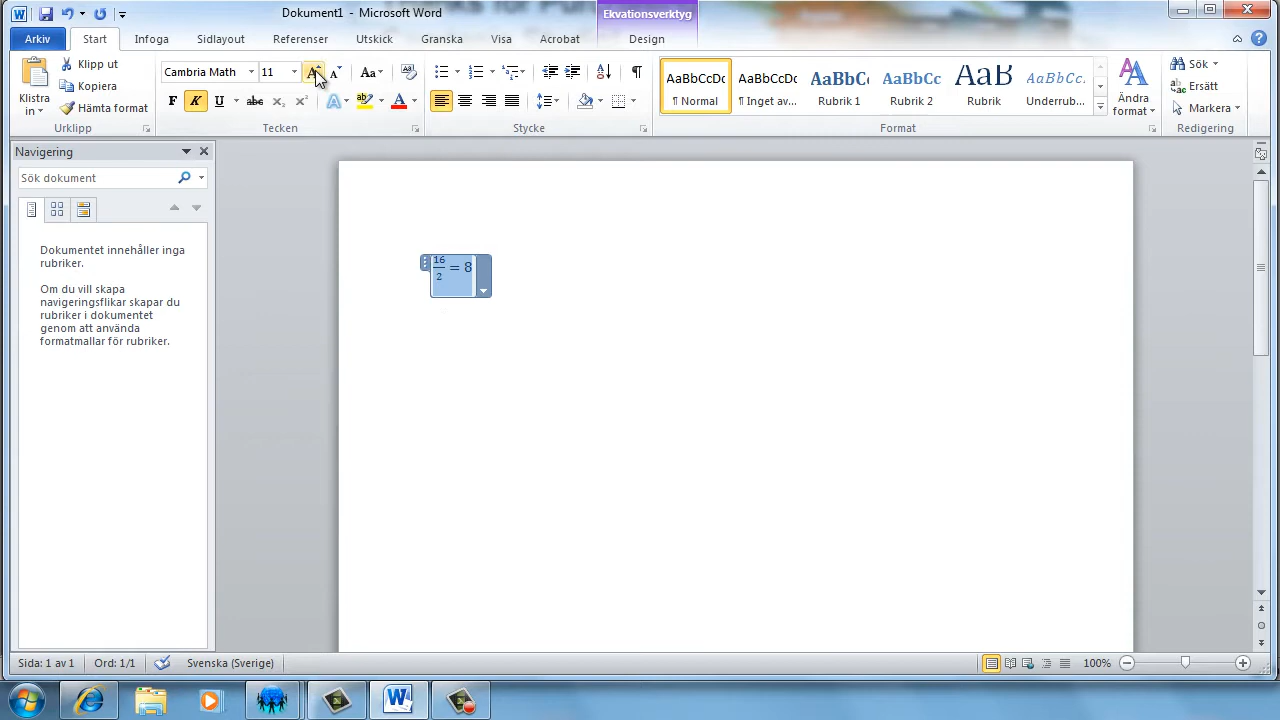 Dokument1 - Microsoft Word
Ekvationsverktyg
Arkiv Start Infoga Sidlayout Referenser Utskick Granska Visa Acrobat Design
Klistra in
Klipp ut
Kopiera
Hämta format
Urklipp
Cambria Math 11
F K U abc
Tecken
Stycke
AaBbCcDc AaBbCcDc AaBbC( AaBbCc AaB AaBbCc.
¶ Normal ¶ Inget av... Rubrik 1 Rubrik 2 Rubrik Underrub...
Ändra format
Format
Sök
Ersätt
Markera
Redigering
Navigering
Sök dokument
Dokumentet innehåller inga
rubriker.
Om du vill skapa
navigeringsflikar skapar du
rubriker i dokumentet
genom att använda
formatmallar för rubriker.
16
2 = 8
Sida: 1 av 1 Ord: 1/1 Svenska (Sverige) 100%